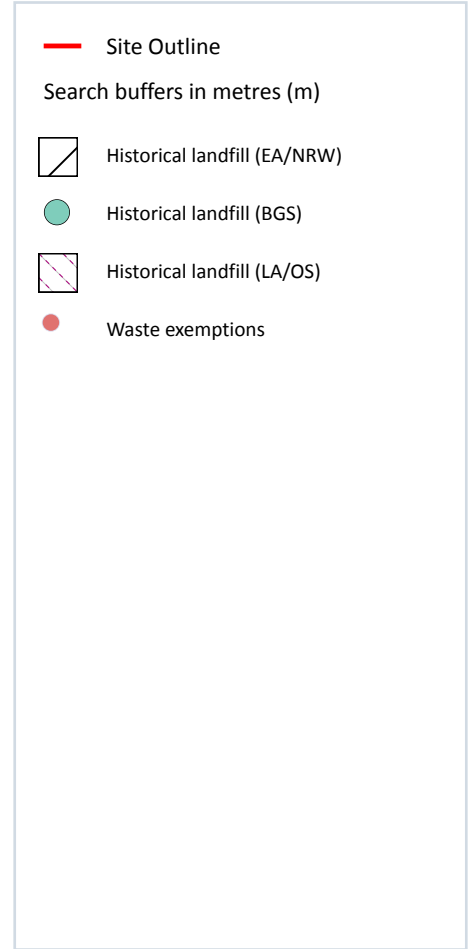 Site Outline
Search buffers in metres (m)
Historical landfill (EA/NRW)
Historical landfill (BGS)
Historical landfill (LA/OS)
Waste exemptions